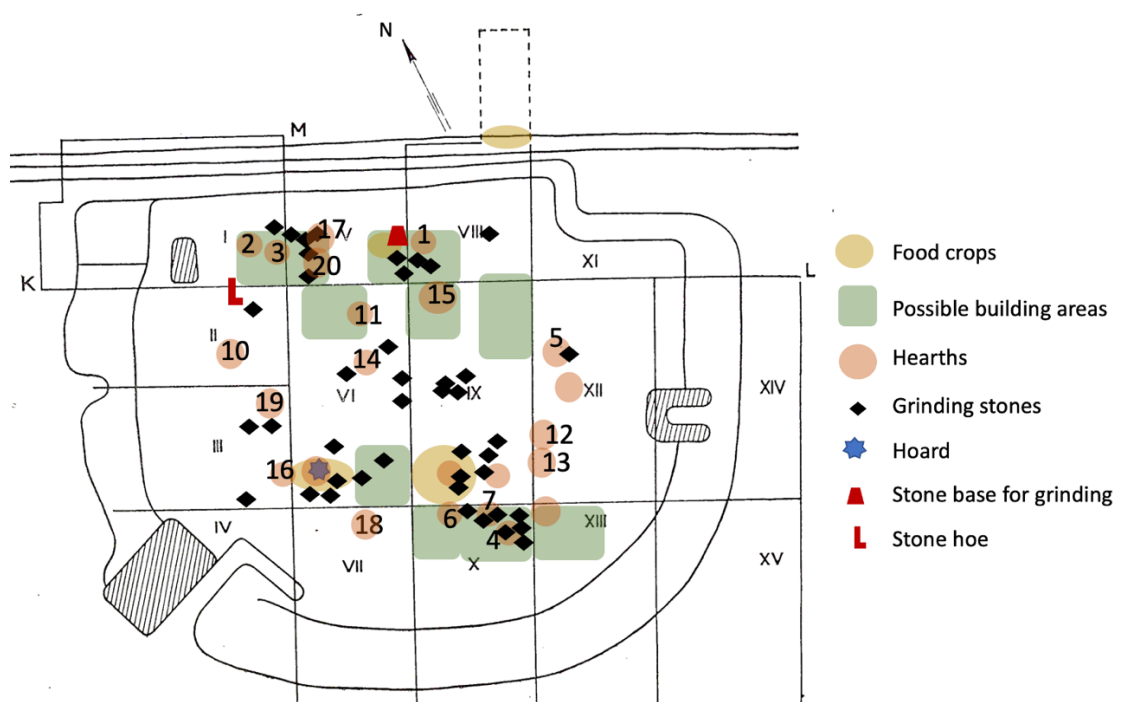 N
M
17
I
2
3
V
1
VIII
20
XI
K
L
15
11
II
10
14
5
VI
IX
XII
XIV
19
III
12
13
16
7
6
4
IV
18
XIII
VII
X
XV
Food crops
Possible building areas
Hearths
Grinding stones
Hoard
Stone base for grinding
Stone hoe